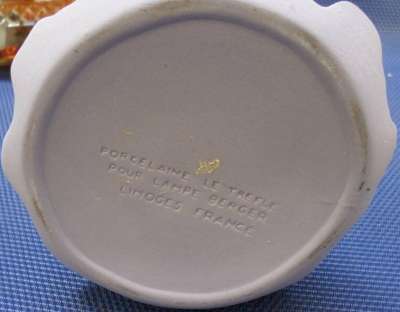 PORCELAINE LE TREFLE
POUR LAMPE BERGER
LIMOGES FRANCE